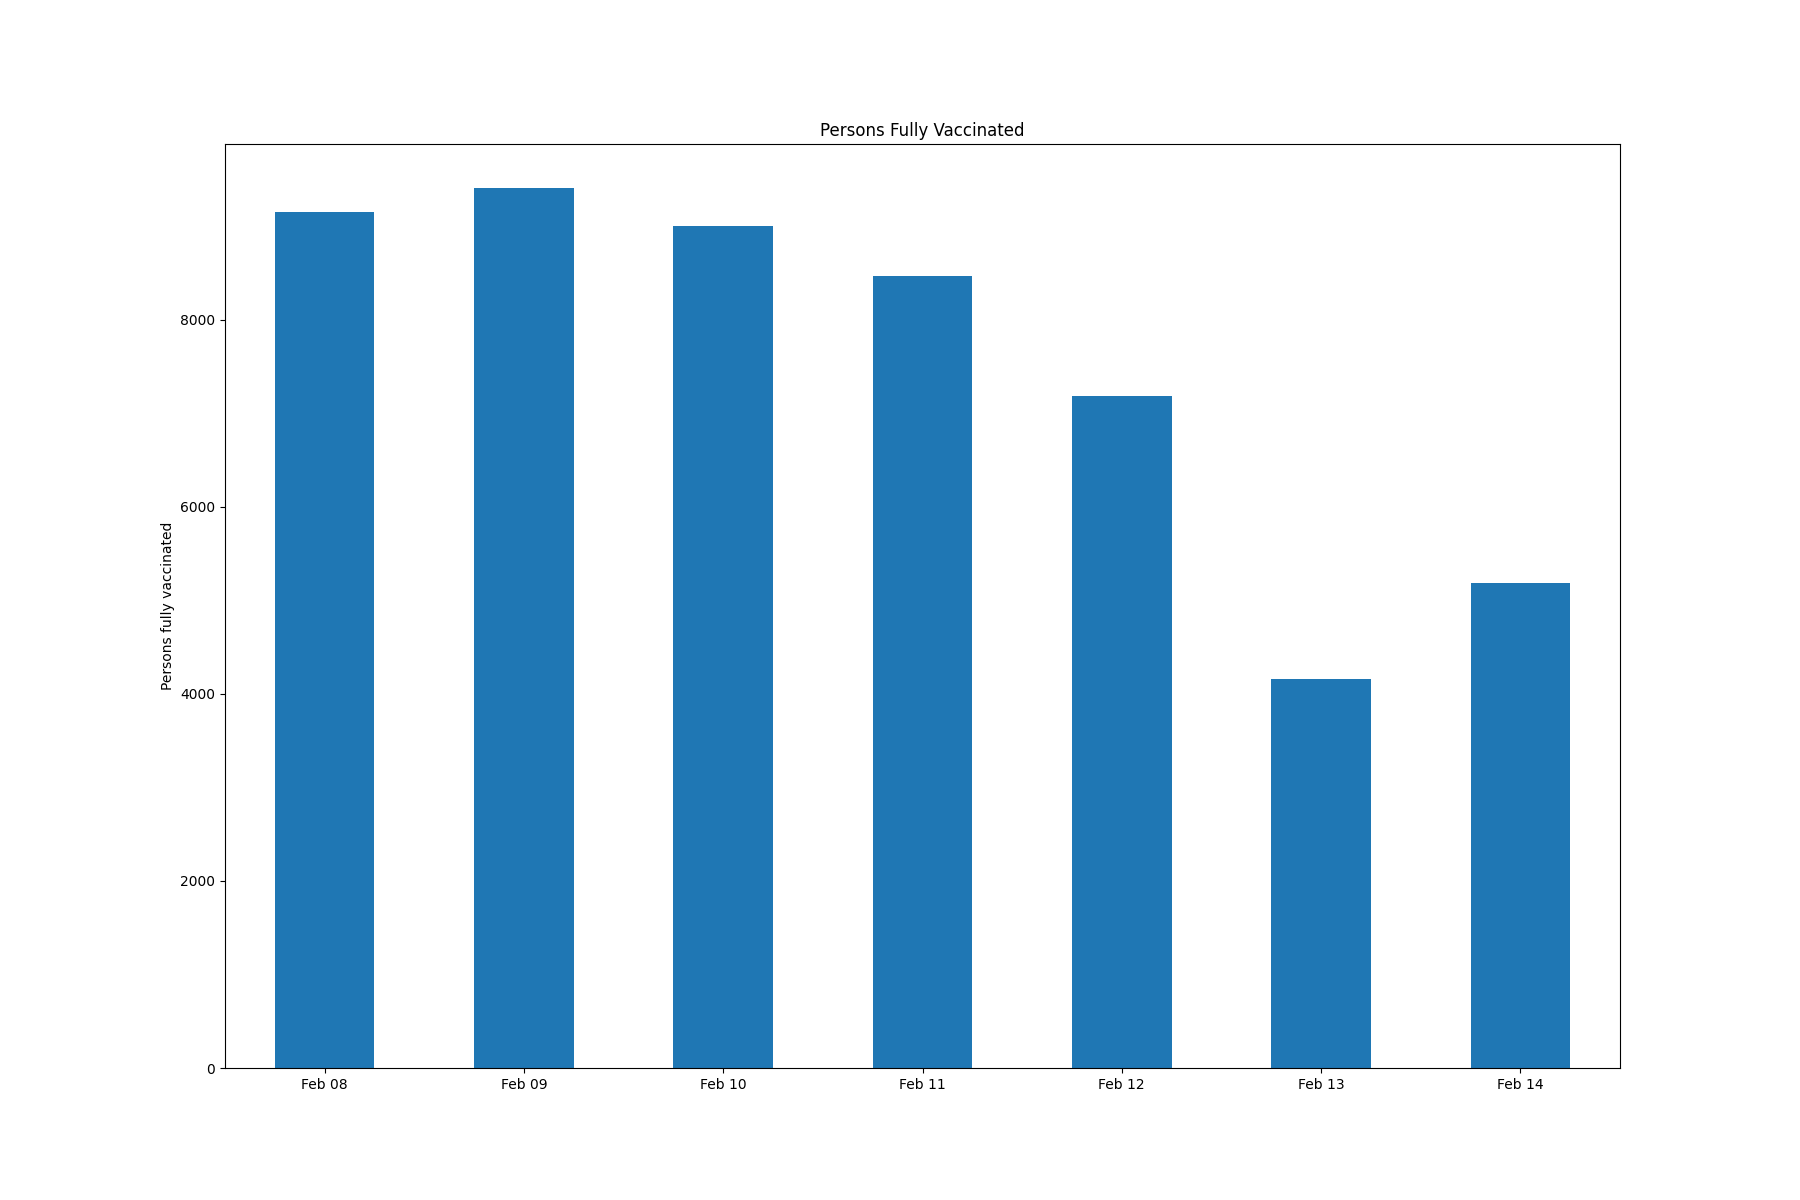 Persons Fully Vaccinated
Persons fully vaccinated
8000
6000
4000
2000
0
Feb 08
Feb 09
Feb 10
Feb 11
Feb 12
Feb 13
Feb 14